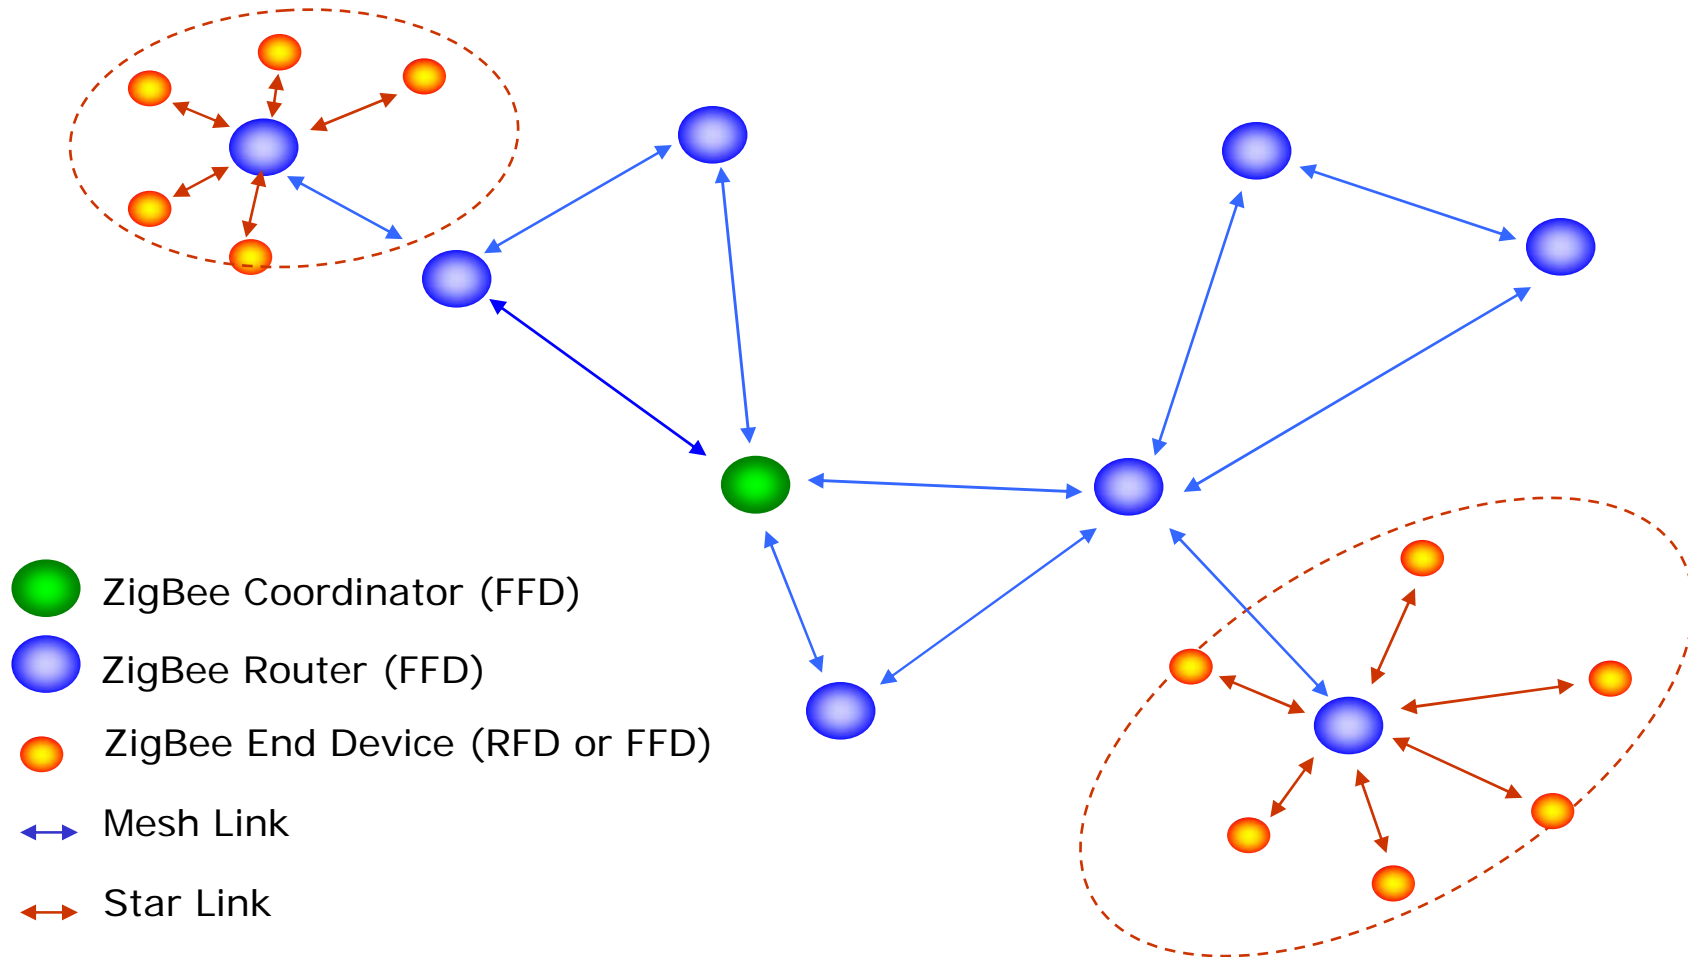 ZigBee Coordinator (FFD)
ZigBee Router (FFD)
ZigBee End Device (RFD or FFD)
Mesh Link
Star Link